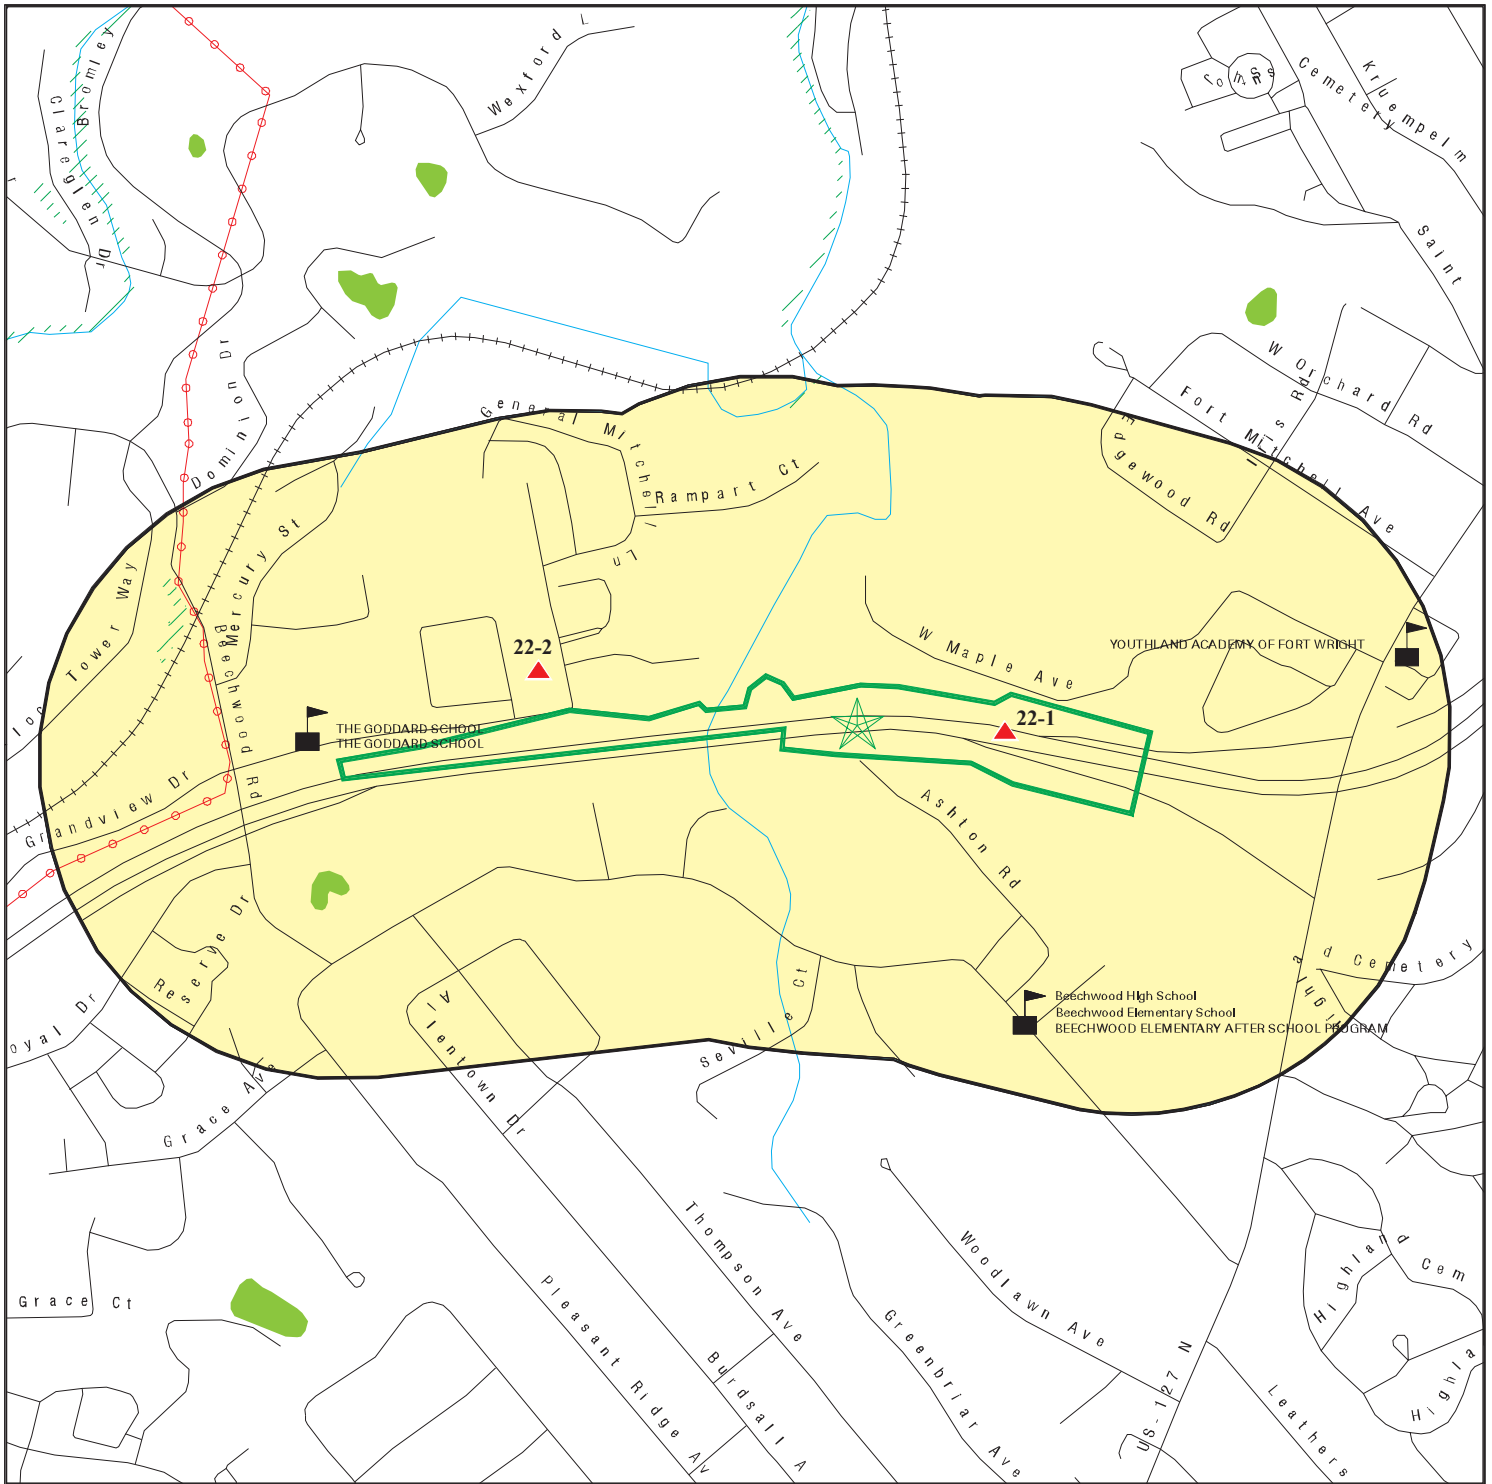 Bromley
Clareglen Dr
Wexford L
Johns
Cemetery
Kruempelm
Saint
Dominion Dr
General Mitchell Ln
Rampart Ct
W Orchard Rd
Fort Mitchell Ave
Edgewood Rd
Mercury St
Tower Way
Beechwood Rd
22-2
W Maple Ave
YOUTHLAND ACADEMY OF FORT WRIGHT
THE GODDARD SCHOOL
THE GODDARD SCHOOL
22-1
Grandview Dr
Ashton Rd
Reserve Dr
oyal Dr
Allentown Dr
Seville Ct
d Cemetery
Beechwood High School
Beechwood Elementary School
BEECHWOOD ELEMENTARY AFTER SCHOOL PROGRAM
Grace Ave
Grace Ct
Thompson Ave
Pleasant Ridge Av
Burdsall A
Woodlawn Ave
Greenbriar Ave
US-127 N
Highland Cem
Highla
Leathers